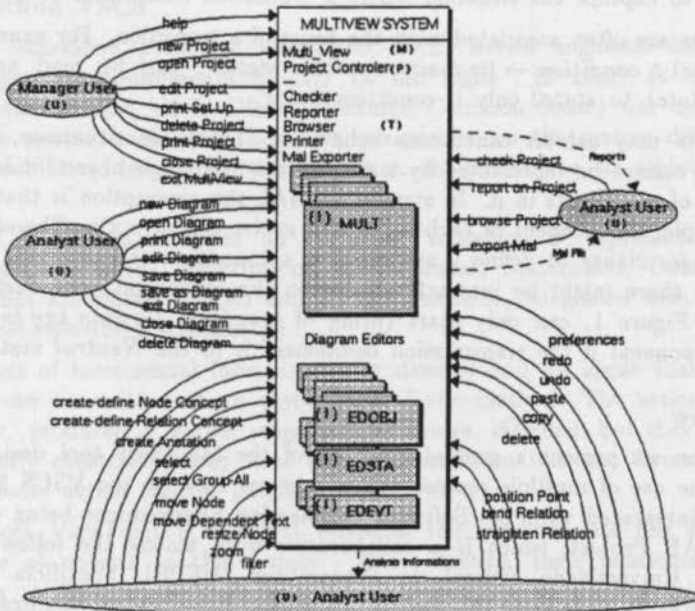 MULTIVIEW SYSTEM
help
new Project
open Project
edit Project
print Set Up
delete Project
print Project
close Project
exit MultiView
Manager User
(U)
Multi_View (M)
Project Controler (P)
Checker
Reporter
Browser (T)
Printer
Mal Exporter
check Project
report on Project
browse Project
export Mal
Reports
Mal File
Analyst User
(U)
new Diagram
open Diagram
print Diagram
edit Diagram
save Diagram
save as Diagram
exit Diagram
close Diagram
delete Diagram
Analyst User
(U)
(I)
MULT
Diagram Editors
(I)
EDOBJ
(I)
EDSTA
(I)
EDEVT
preferences
redo
undo
paste
copy
delete
create-define Node Concept
create-define Relation Concept
create Annotation
select
select Group-All
move Node
move Dependent Text
resize Node
zoom
filter
position Point
bend Relation
straighten Relation
Analysis Informations
(U) Analyst User